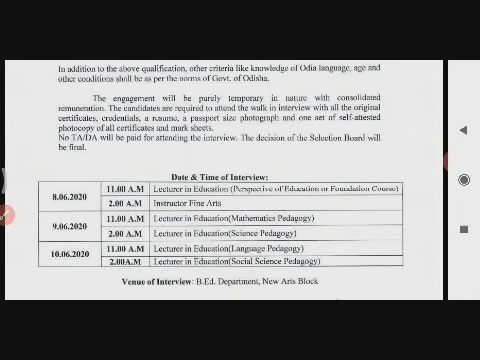 In addition to the above qualification, other criteria like knowledge of Odia language, age and
other conditions shall be as per the norms of Govt. of Odisha.
The engagement will be purely temporary in nature with consolidated
remuneration. The candidates are required to attend the walk in interview with all the original
certificates, credentials, a resume, a passport size photograph and one set of self-attested
photocopy of all certificates and mark sheets.
No TA/DA will be paid for attending the interview. The decision of the Selection Board will
be final.
Date & Time of Interview:
8.06.2020 11.00 A.M Lecturer in Education (Perspective of Education or Foundation Course)
2.00 A.M Instructor Fine Arts
9.06.2020 11.00 A.M Lecturer in Education(Mathematics Pedagogy)
2.00 A.M Lecturer in Education(Science Pedagogy)
10.06.2020 11.00 A.M Lecturer in Education(Language Pedagogy)
2.00A.M Lecturer in Education(Social Science Pedagogy)
Venue of Interview: B.Ed. Department, New Arts Block